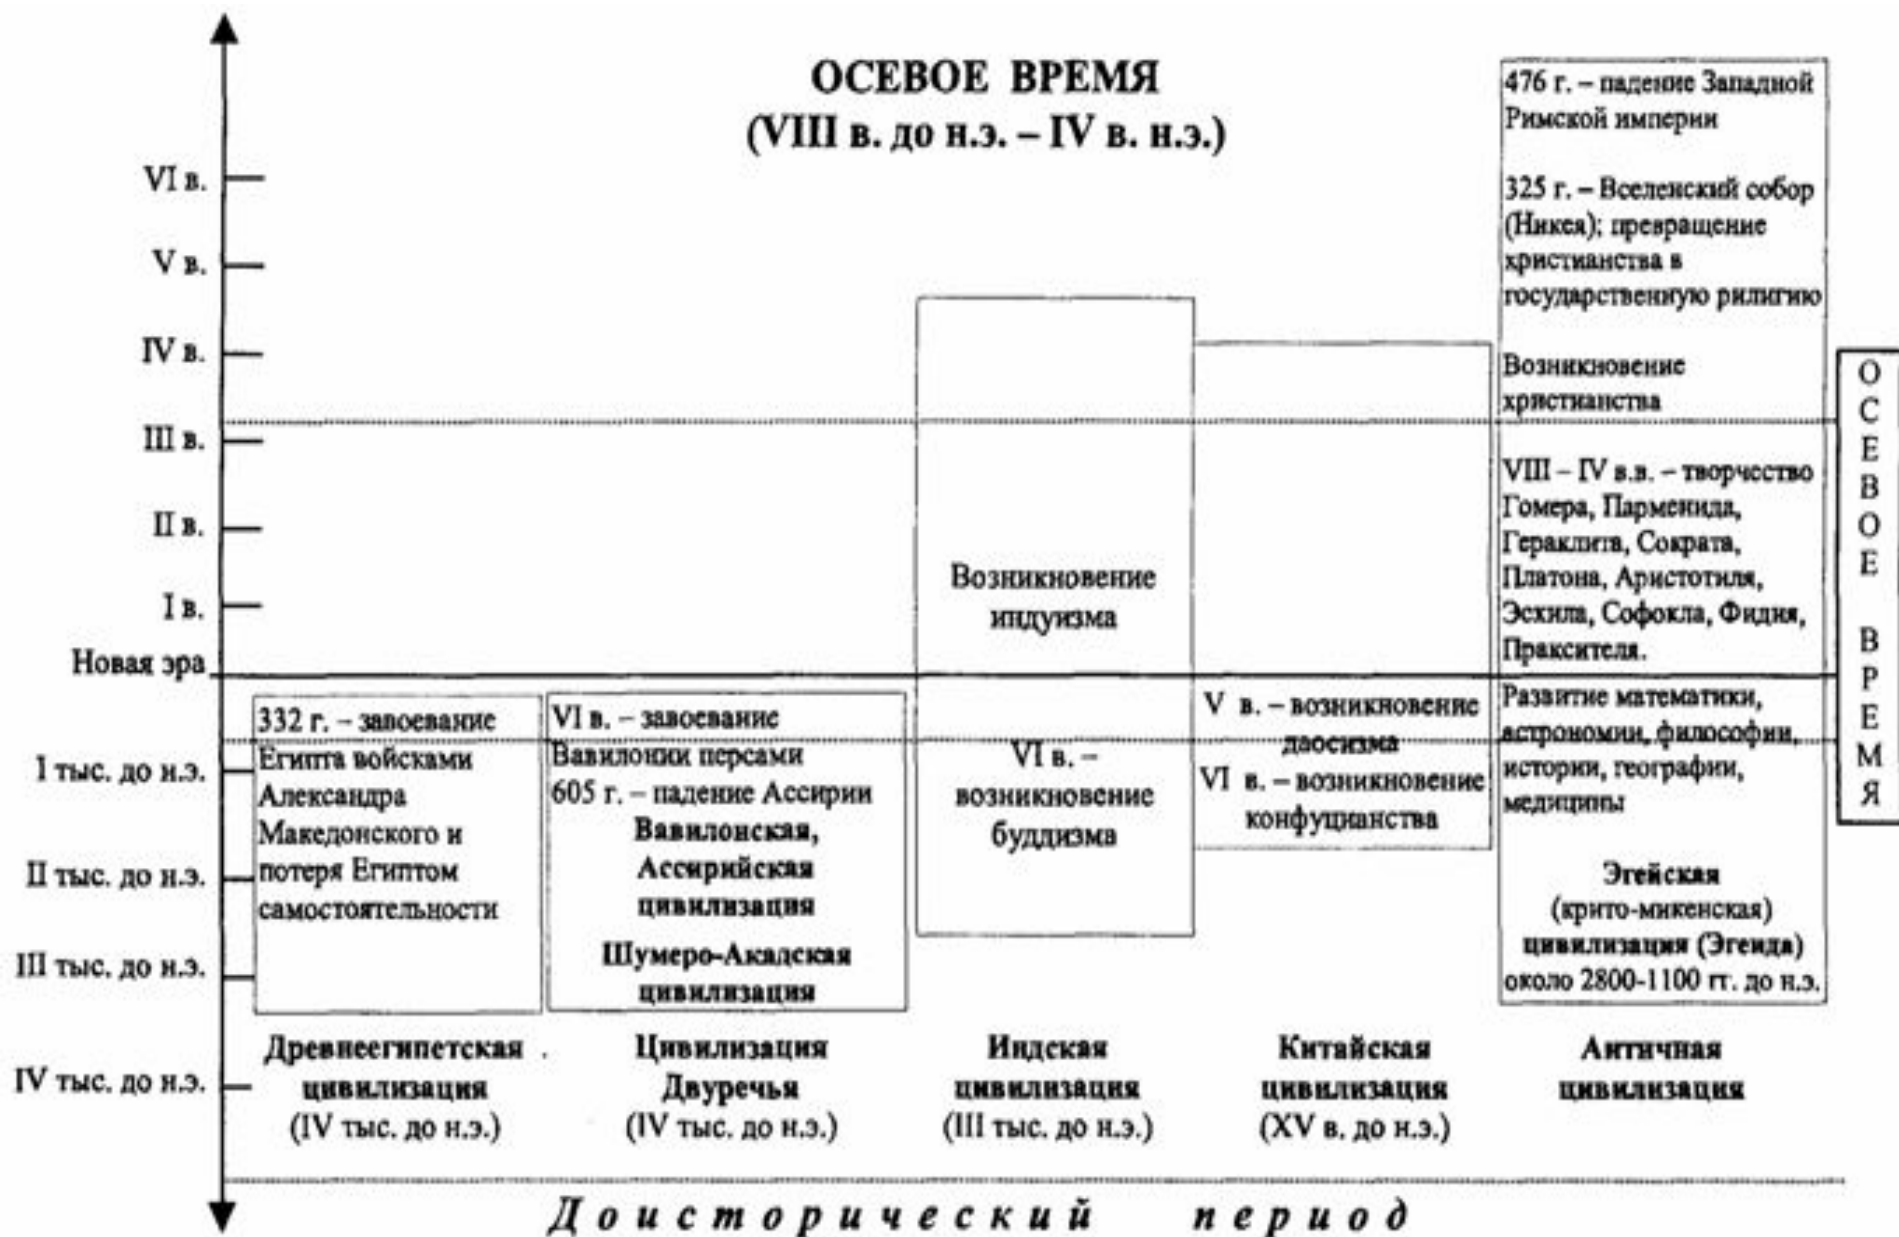 ОСЕВОЕ ВРЕМЯ
(VIII в. до н.э. – IV в. н.э.)
VI в.
V в.
IV в.
III в.
II в.
I в.
Новая эра
I тыс. до н.э.
II тыс. до н.э.
III тыс. до н.э.
IV тыс. до н.э.
332 г. – завоевание
Египта войсками
Александра
Македонского и
потеря Египтом
самостоятельности
Древнеегипетская
цивилизация
(IV тыс. до н.э.)
VI в. – завоевание
Вавилонии персами
605 г. – падение Ассирии
Вавилонская,
Ассирийская
цивилизация
Шумеро-Акадская
цивилизация
Цивилизация
Двуречья
(IV тыс. до н.э.)
Возникновение
индуизма
VI в. –
возникновение
буддизма
Индская
цивилизация
(III тыс. до н.э.)
V в. – возникновение
даосизма
VI в. – возникновение
конфуцианства
Китайская
цивилизация
(XV в. до н.э.)
476 г. – падение Западной
Римской империи
325 г. – Вселенский собор
(Никея); превращение
христианства в
государственную рилигию
Возникновение
христианства
VIII – IV в.в. – творчество
Гомера, Парменида,
Гераклита, Сократа,
Платона, Аристотиля,
Эсхила, Софокла, Фидия,
Праксителя.
Развитие математики,
астрономии, философии,
истории, географии,
медицины
Эгейская
(крито-микенская)
цивилизация (Эгеида)
около 2800-1100 гг. до н.э.
Античная
цивилизация
ОСЕВОЕ ВРЕМЯ
Доисторический период